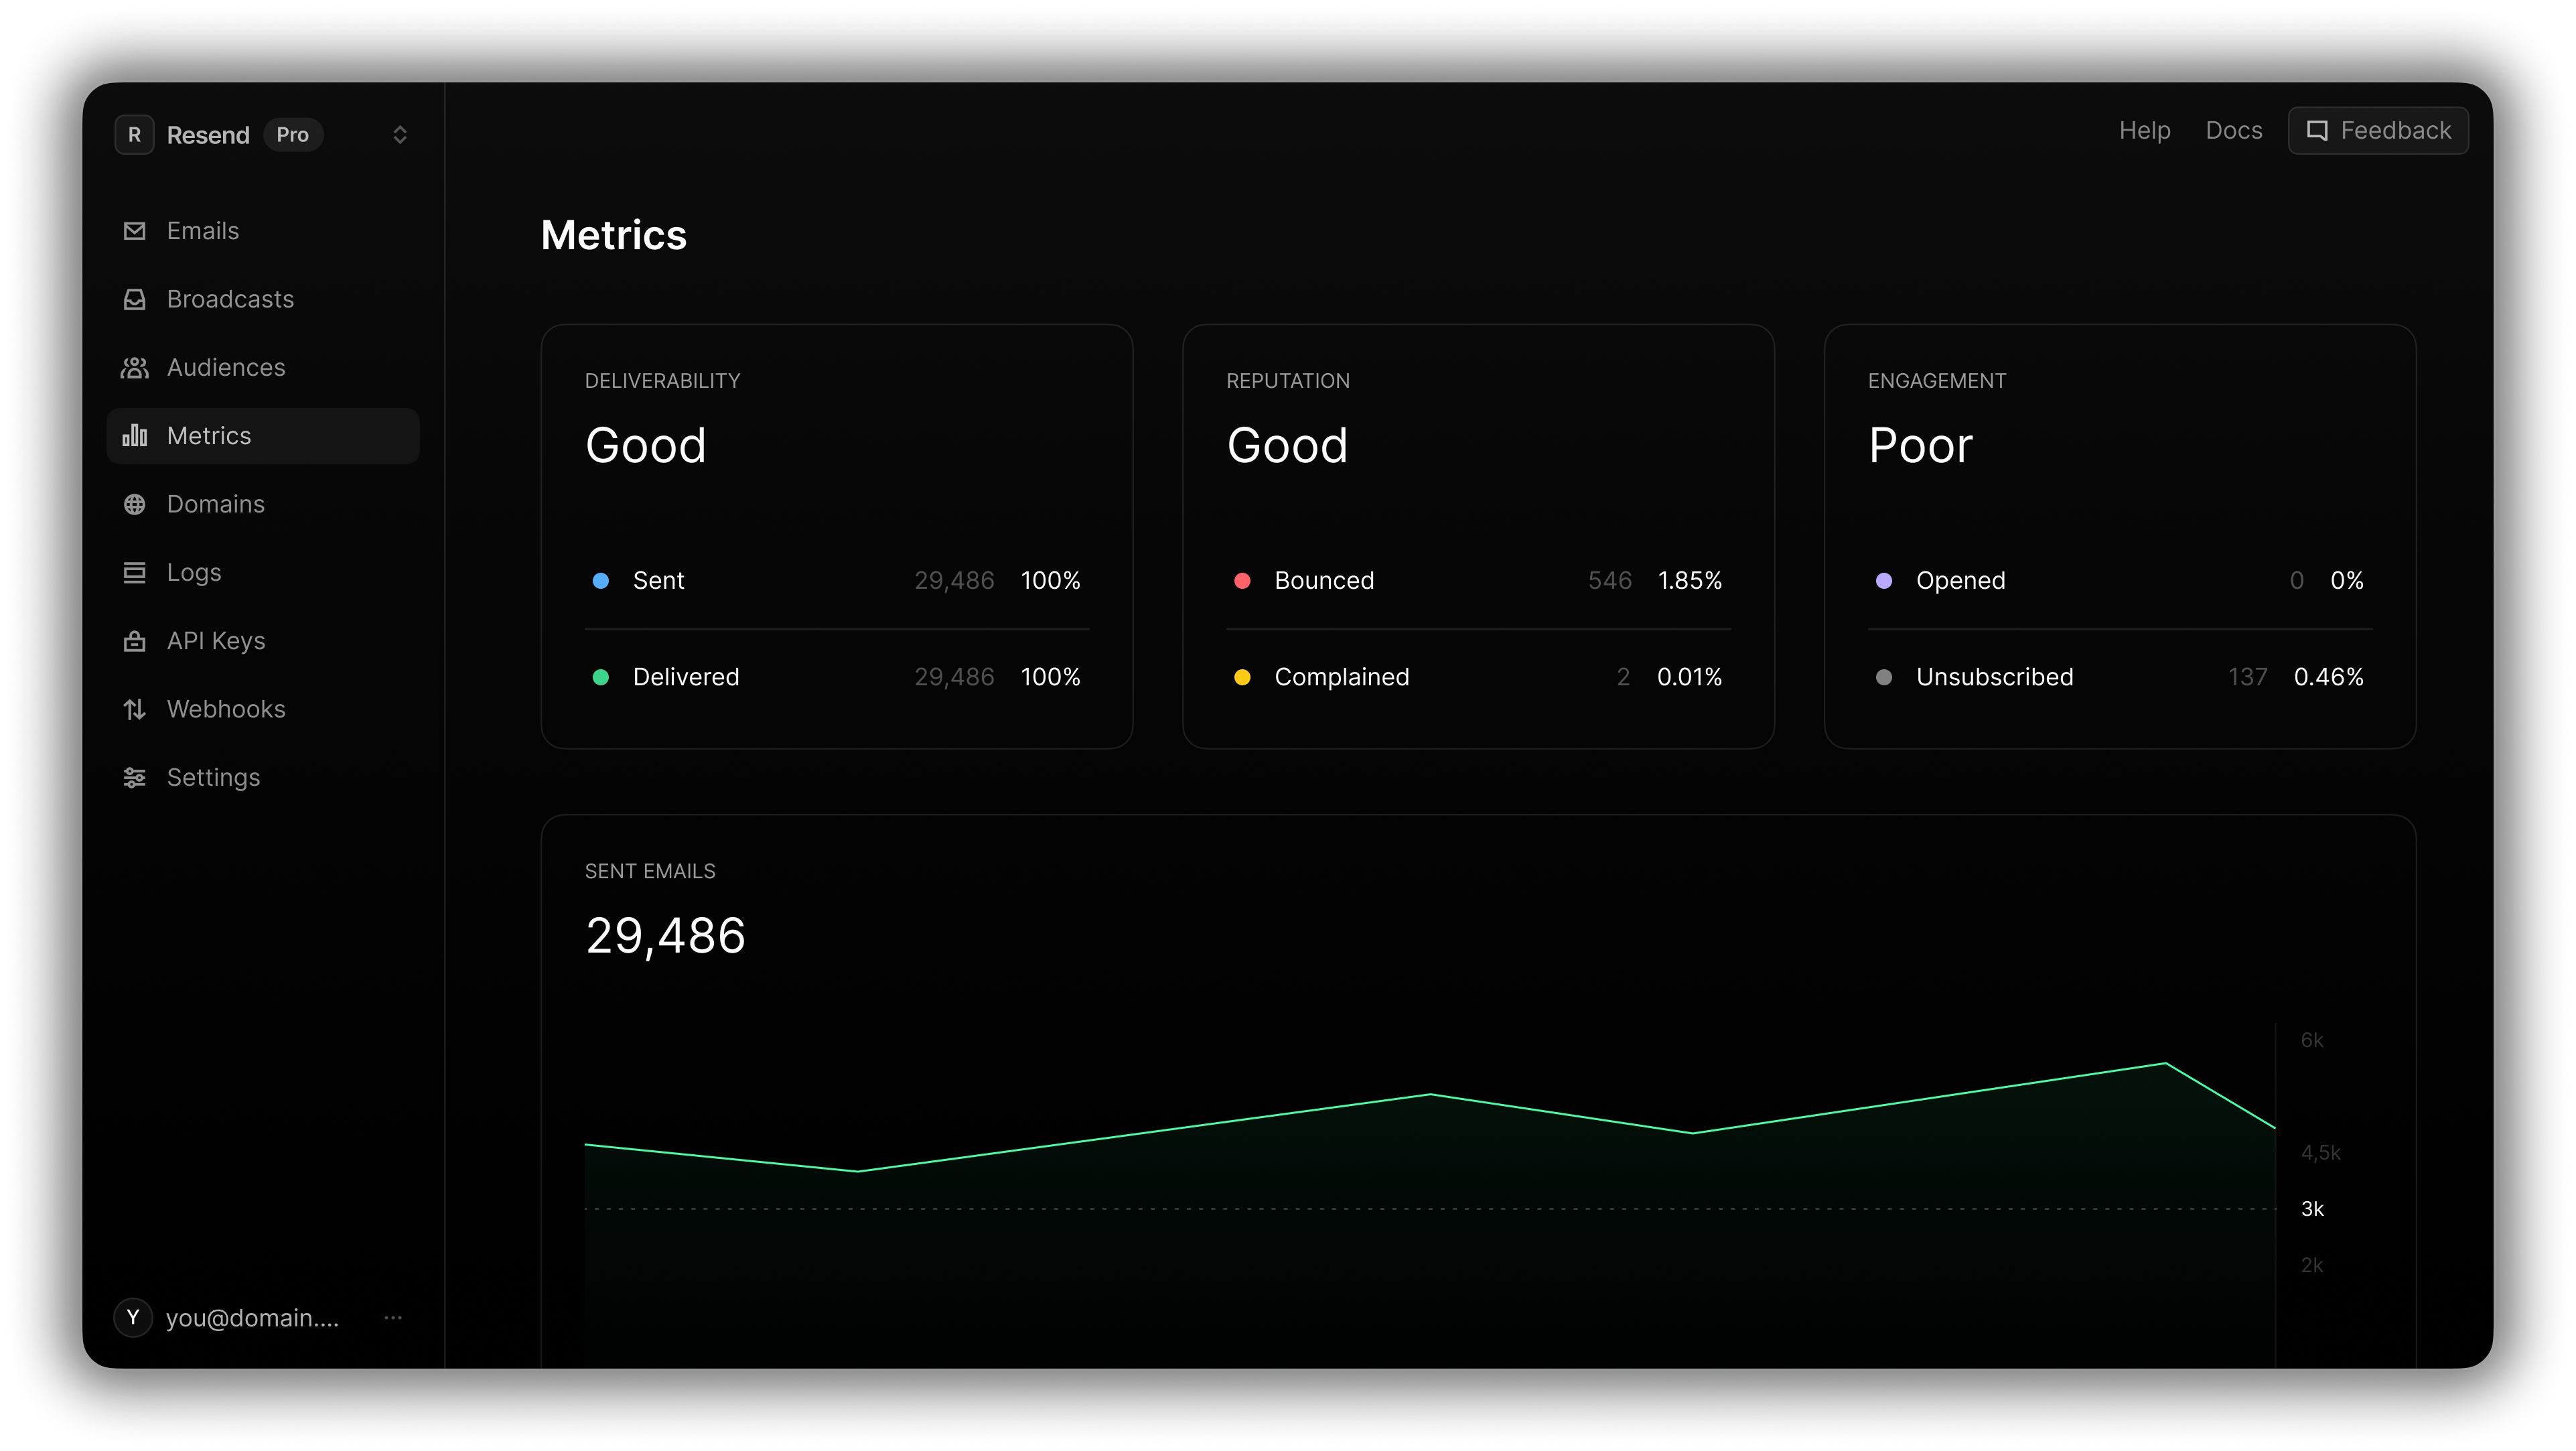 R Resend Pro
Help Docs Feedback
Emails
Broadcasts
Audiences
Metrics
Domains
Logs
API Keys
Webhooks
Settings
Y you@domain....
Metrics
DELIVERABILITY
Good
Sent 29,486 100%
Delivered 29,486 100%
REPUTATION
Good
Bounced 546 1.85%
Complained 2 0.01%
ENGAGEMENT
Poor
Opened 0 0%
Unsubscribed 137 0.46%
SENT EMAILS
29,486
6k
4,5k
3k
2k